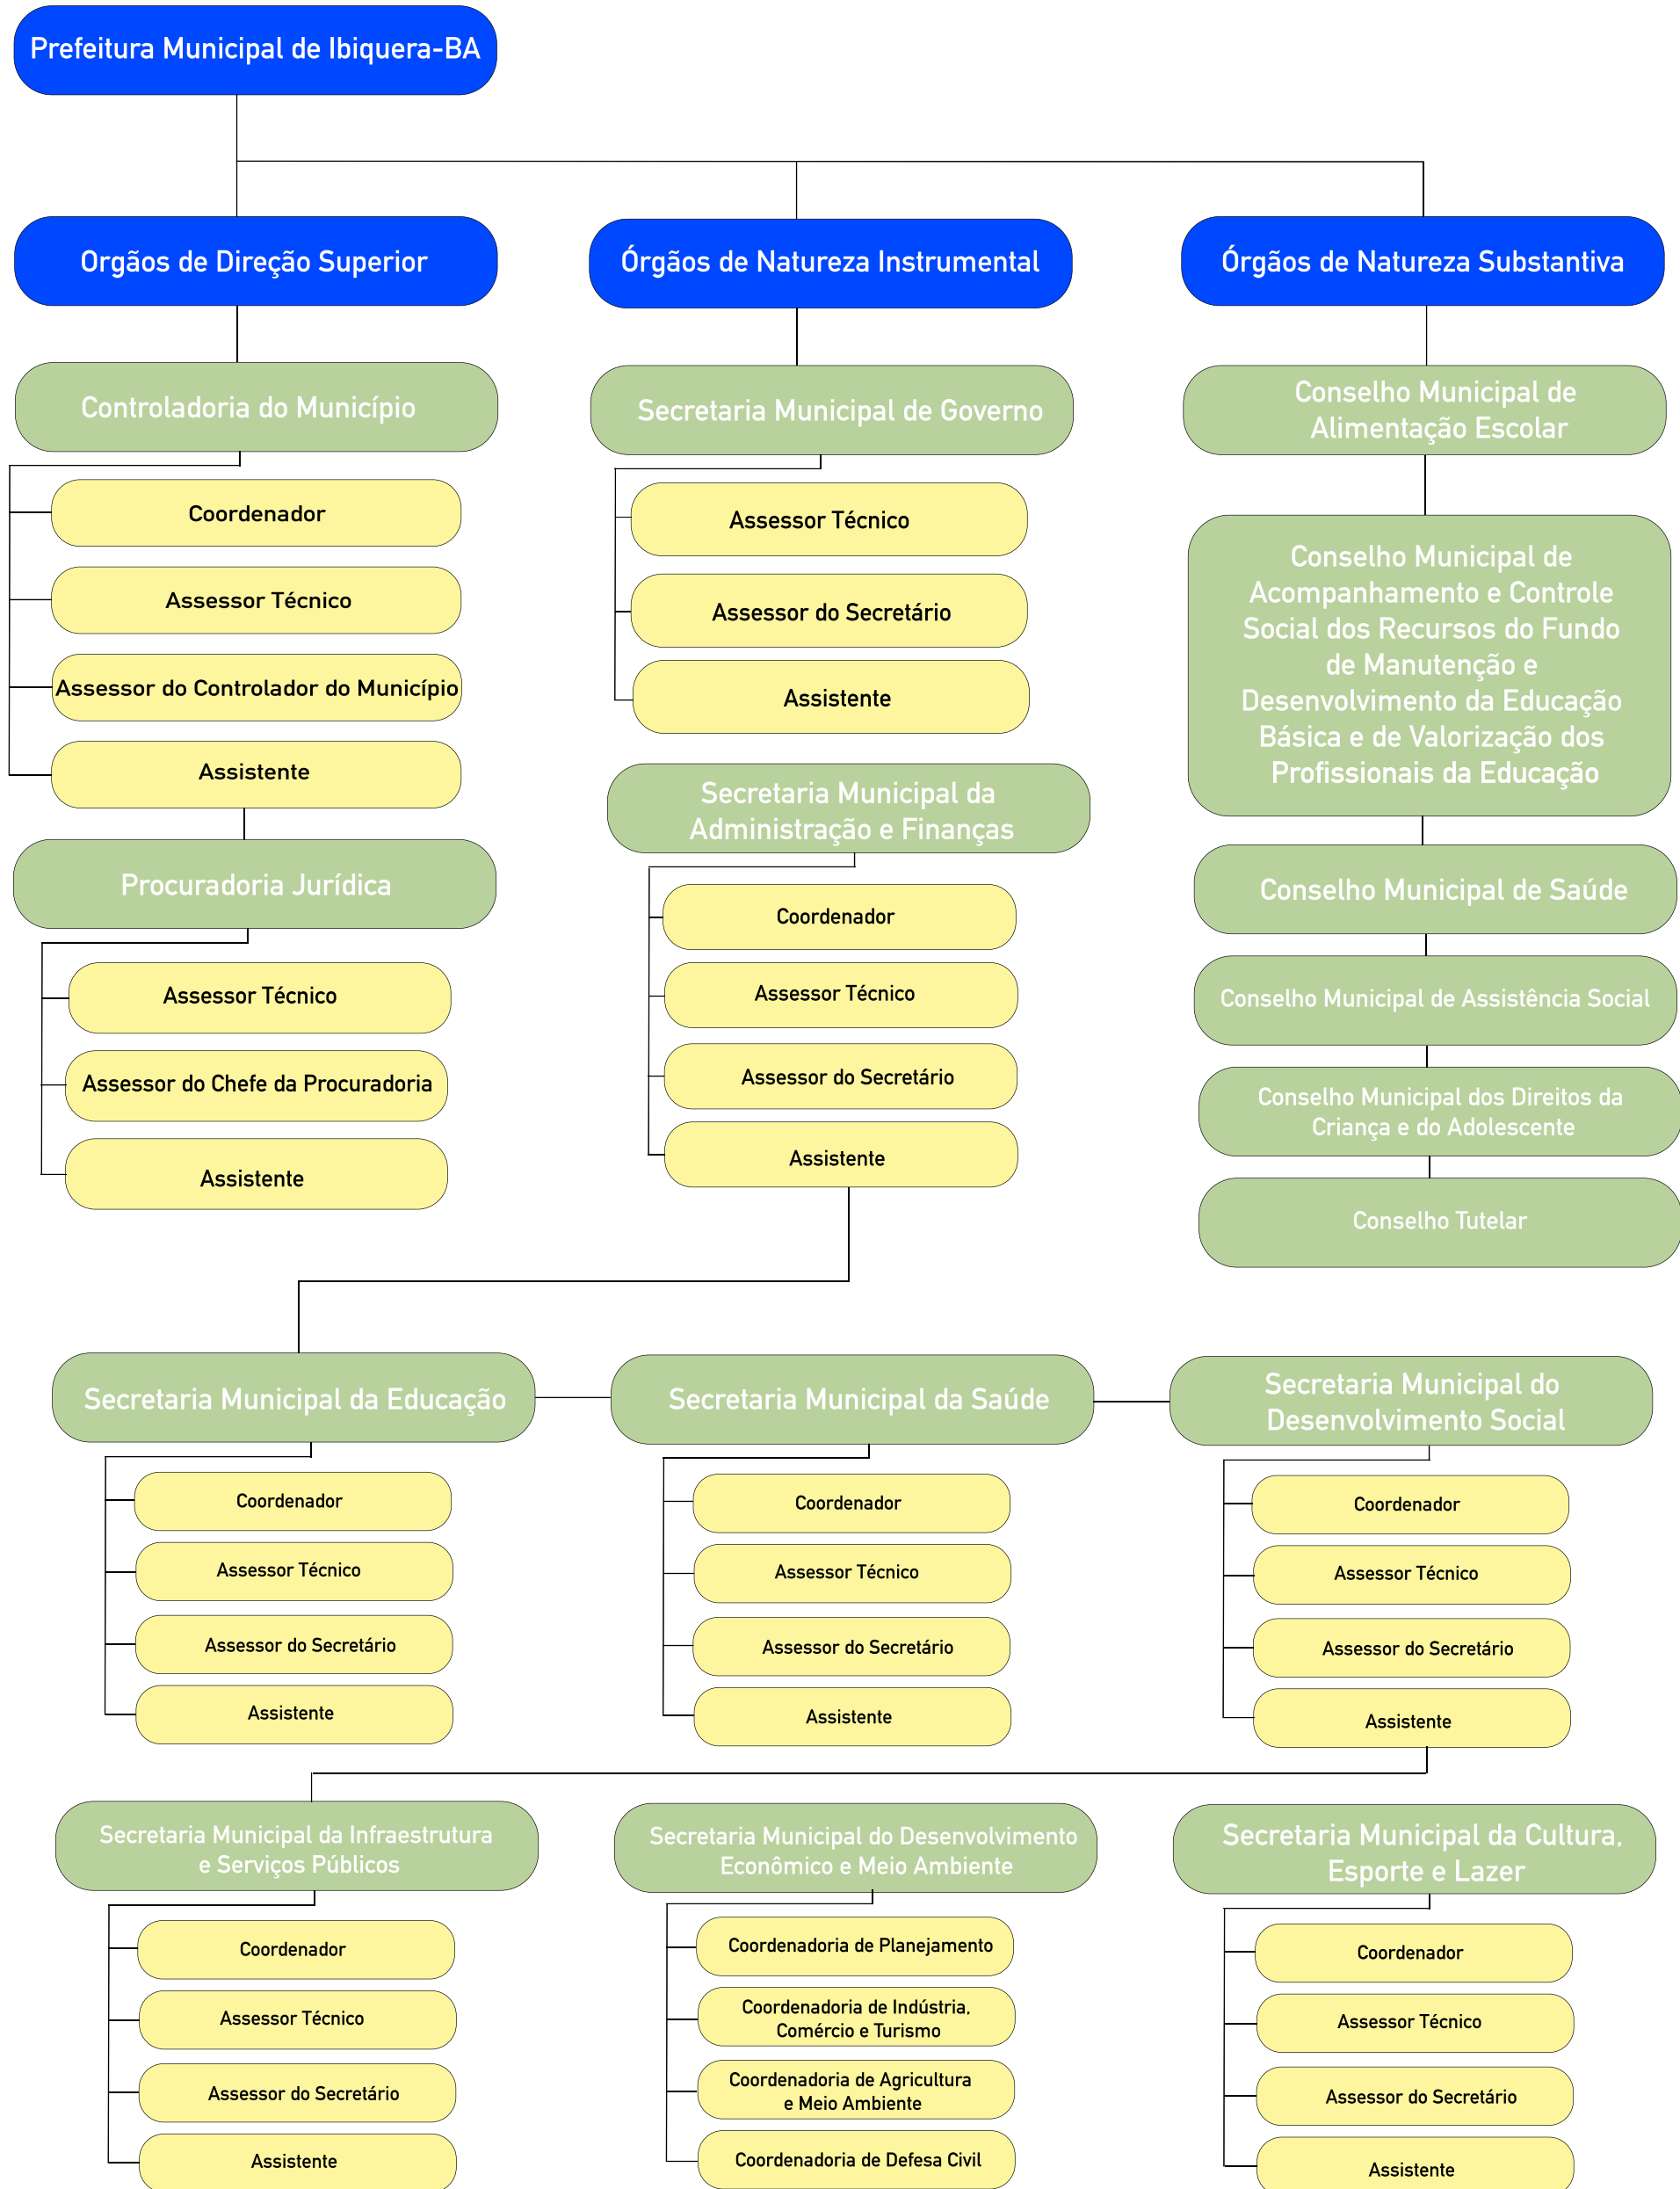 Prefeitura Municipal de Ibiquera-BA
Orgãos de Direção Superior
Órgãos de Natureza Instrumental
Órgãos de Natureza Substantiva
Controladoria do Município
Coordenador
Assessor Técnico
Assessor do Controlador do Município
Assistente
Procuradoria Jurídica
Assessor Técnico
Assessor do Chefe da Procuradoria
Assistente
Secretaria Municipal de Governo
Assessor Técnico
Assessor do Secretário
Assistente
Secretaria Municipal da
Administração e Finanças
Coordenador
Assessor Técnico
Assessor do Secretário
Assistente
Conselho Municipal de
Alimentação Escolar
Conselho Municipal de
Acompanhamento e Controle
Social dos Recursos do Fundo
de Manutenção e
Desenvolvimento da Educação
Básica e de Valorização dos
Profissionais da Educação
Conselho Municipal de Saúde
Conselho Municipal de Assistência Social
Conselho Municipal dos Direitos da
Criança e do Adolescente
Conselho Tutelar
Secretaria Municipal da Educação
Coordenador
Assessor Técnico
Assessor do Secretário
Assistente
Secretaria Municipal da Saúde
Coordenador
Assessor Técnico
Assessor do Secretário
Assistente
Secretaria Municipal do
Desenvolvimento Social
Coordenador
Assessor Técnico
Assessor do Secretário
Assistente
Secretaria Municipal da Infraestrutura
e Serviços Públicos
Coordenador
Assessor Técnico
Assessor do Secretário
Assistente
Secretaria Municipal do Desenvolvimento
Econômico e Meio Ambiente
Coordenadoria de Planejamento
Coordenadoria de Indústria,
Comércio e Turismo
Coordenadoria de Agricultura
e Meio Ambiente
Coordenadoria de Defesa Civil
Secretaria Municipal da Cultura,
Esporte e Lazer
Coordenador
Assessor Técnico
Assessor do Secretário
Assistente